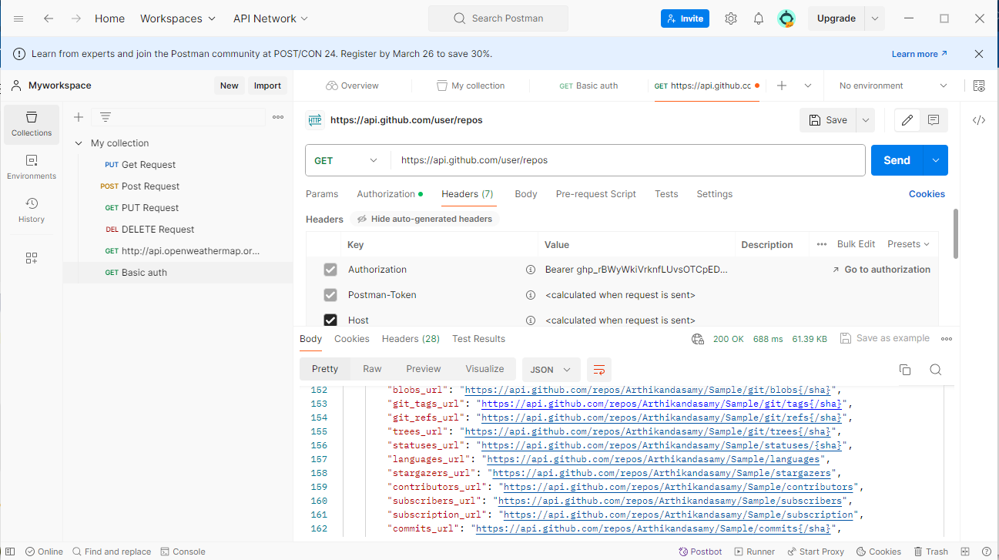 Home Workspaces API Network Search Postman Invite Upgrade
Learn from experts and join the Postman community at POST/CON 24. Register by March 26 to save 30%. Learn more
Myworkspace New Import Overview My collection GET Basic auth GET https://api.github.cc No environment
Collections
Environments
History
My collection
PUT Get Request
POST Post Request
GET PUT Request
DEL DELETE Request
GET http://api.openweathermap.or...
GET Basic auth
HTTP https://api.github.com/user/repos Save
GET https://api.github.com/user/repos Send
Params Authorization Headers (7) Body Pre-request Script Tests Settings Cookies
Headers Hide auto-generated headers
Key Value Description Bulk Edit Presets
Authorization Bearer ghp_rBWyWkiVrknfLUvsOTCpED... Go to authorization
Postman-Token <calculated when request is sent>
Host <calculated when request is sent>
Body Cookies Headers (28) Test Results 200 OK 688 ms 61.39 KB Save as example
Pretty Raw Preview Visualize JSON
152 "blobs_url": "https://api.github.com/repos/Arthikandasamy/Sample/git/blobs{/sha}",
153 "git_tags_url": "https://api.github.com/repos/Arthikandasamy/Sample/git/tags{/sha}",
154 "git_refs_url": "https://api.github.com/repos/Arthikandasamy/Sample/git/refs{/sha}",
155 "trees_url": "https://api.github.com/repos/Arthikandasamy/Sample/git/trees{/sha}",
156 "statuses_url": "https://api.github.com/repos/Arthikandasamy/Sample/statuses/{sha}",
157 "languages_url": "https://api.github.com/repos/Arthikandasamy/Sample/languages",
158 "stargazers_url": "https://api.github.com/repos/Arthikandasamy/Sample/stargazers",
159 "contributors_url": "https://api.github.com/repos/Arthikandasamy/Sample/contributors",
160 "subscribers_url": "https://api.github.com/repos/Arthikandasamy/Sample/subscribers",
161 "subscription_url": "https://api.github.com/repos/Arthikandasamy/Sample/subscription",
162 "commits_url": "https://api.github.com/repos/Arthikandasamy/Sample/commits{/sha}",
Online Find and replace Console Postbot Runner Start Proxy Cookies Trash